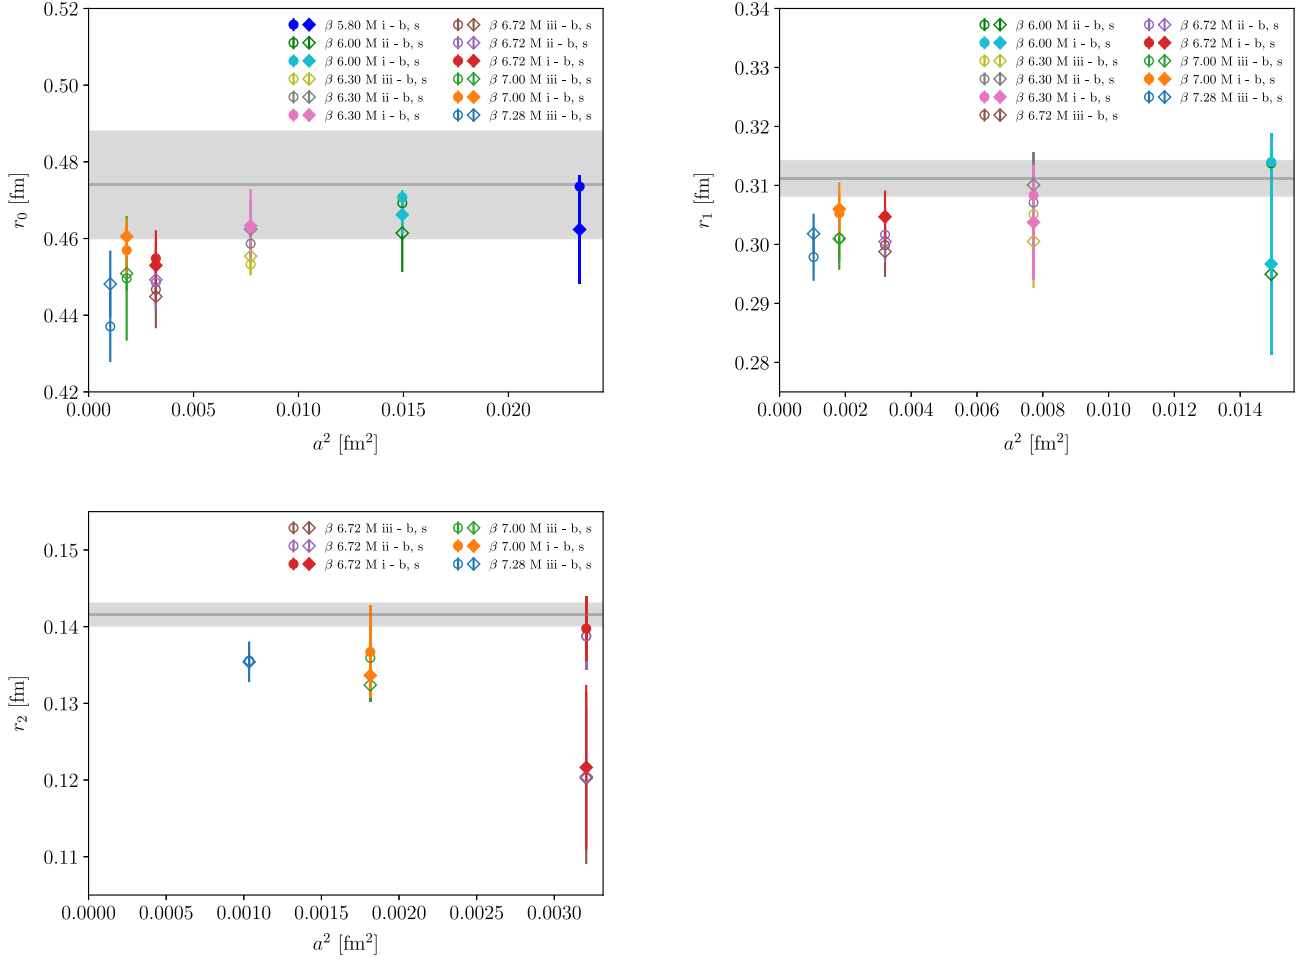 0.52
0.50
0.48
0.46
0.44
0.42
r0 [fm]
β 5.80 M i - b, s
β 6.00 M ii - b, s
β 6.00 M i - b, s
β 6.30 M iii - b, s
β 6.30 M ii - b, s
β 6.30 M i - b, s
β 6.72 M iii - b, s
β 6.72 M ii - b, s
β 6.72 M i - b, s
β 7.00 M iii - b, s
β 7.00 M i - b, s
β 7.28 M iii - b, s
0.000 0.005 0.010 0.015 0.020
a² [fm²]
0.34
0.33
0.32
0.31
0.30
0.29
0.28
r1 [fm]
β 6.00 M ii - b, s
β 6.00 M i - b, s
β 6.30 M iii - b, s
β 6.30 M ii - b, s
β 6.30 M i - b, s
β 6.72 M iii - b, s
β 6.72 M ii - b, s
β 6.72 M i - b, s
β 7.00 M iii - b, s
β 7.00 M i - b, s
β 7.28 M iii - b, s
0.000 0.002 0.004 0.006 0.008 0.010 0.012 0.014
a² [fm²]
0.15
0.14
0.13
0.12
0.11
r2 [fm]
β 6.72 M iii - b, s
β 6.72 M ii - b, s
β 6.72 M i - b, s
β 7.00 M iii - b, s
β 7.00 M i - b, s
β 7.28 M iii - b, s
0.0000 0.0005 0.0010 0.0015 0.0020 0.0025 0.0030
a² [fm²]